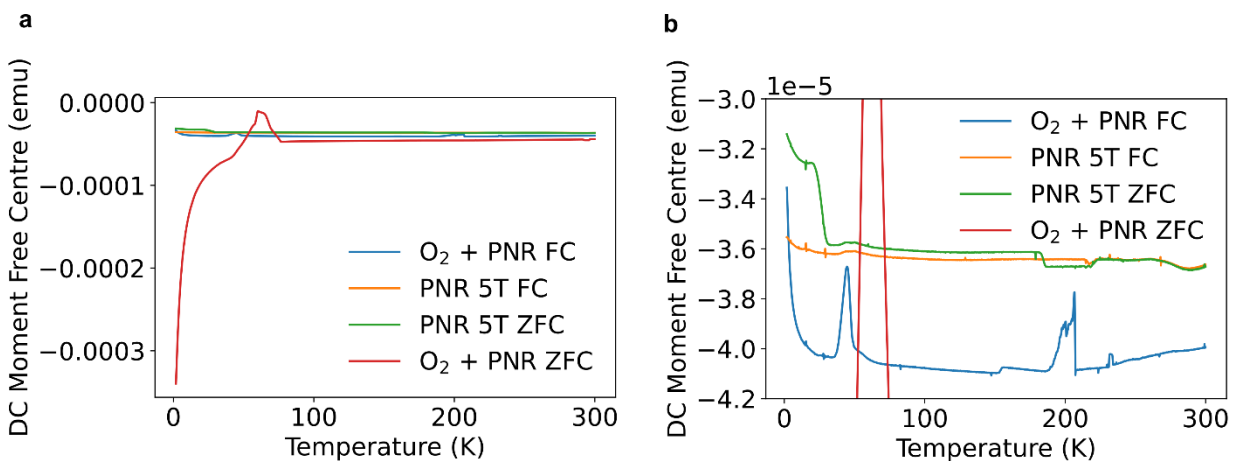 a
DC Moment Free Centre (emu)
0.0000
−0.0001
−0.0002
−0.0003
0
100
200
300
Temperature (K)
O₂ + PNR FC
PNR 5T FC
PNR 5T ZFC
O₂ + PNR ZFC
b
DC Moment Free Centre (emu)
1e−5
−3.0
−3.2
−3.4
−3.6
−3.8
−4.0
−4.2
0
100
200
300
Temperature (K)
O₂ + PNR FC
PNR 5T FC
PNR 5T ZFC
O₂ + PNR ZFC